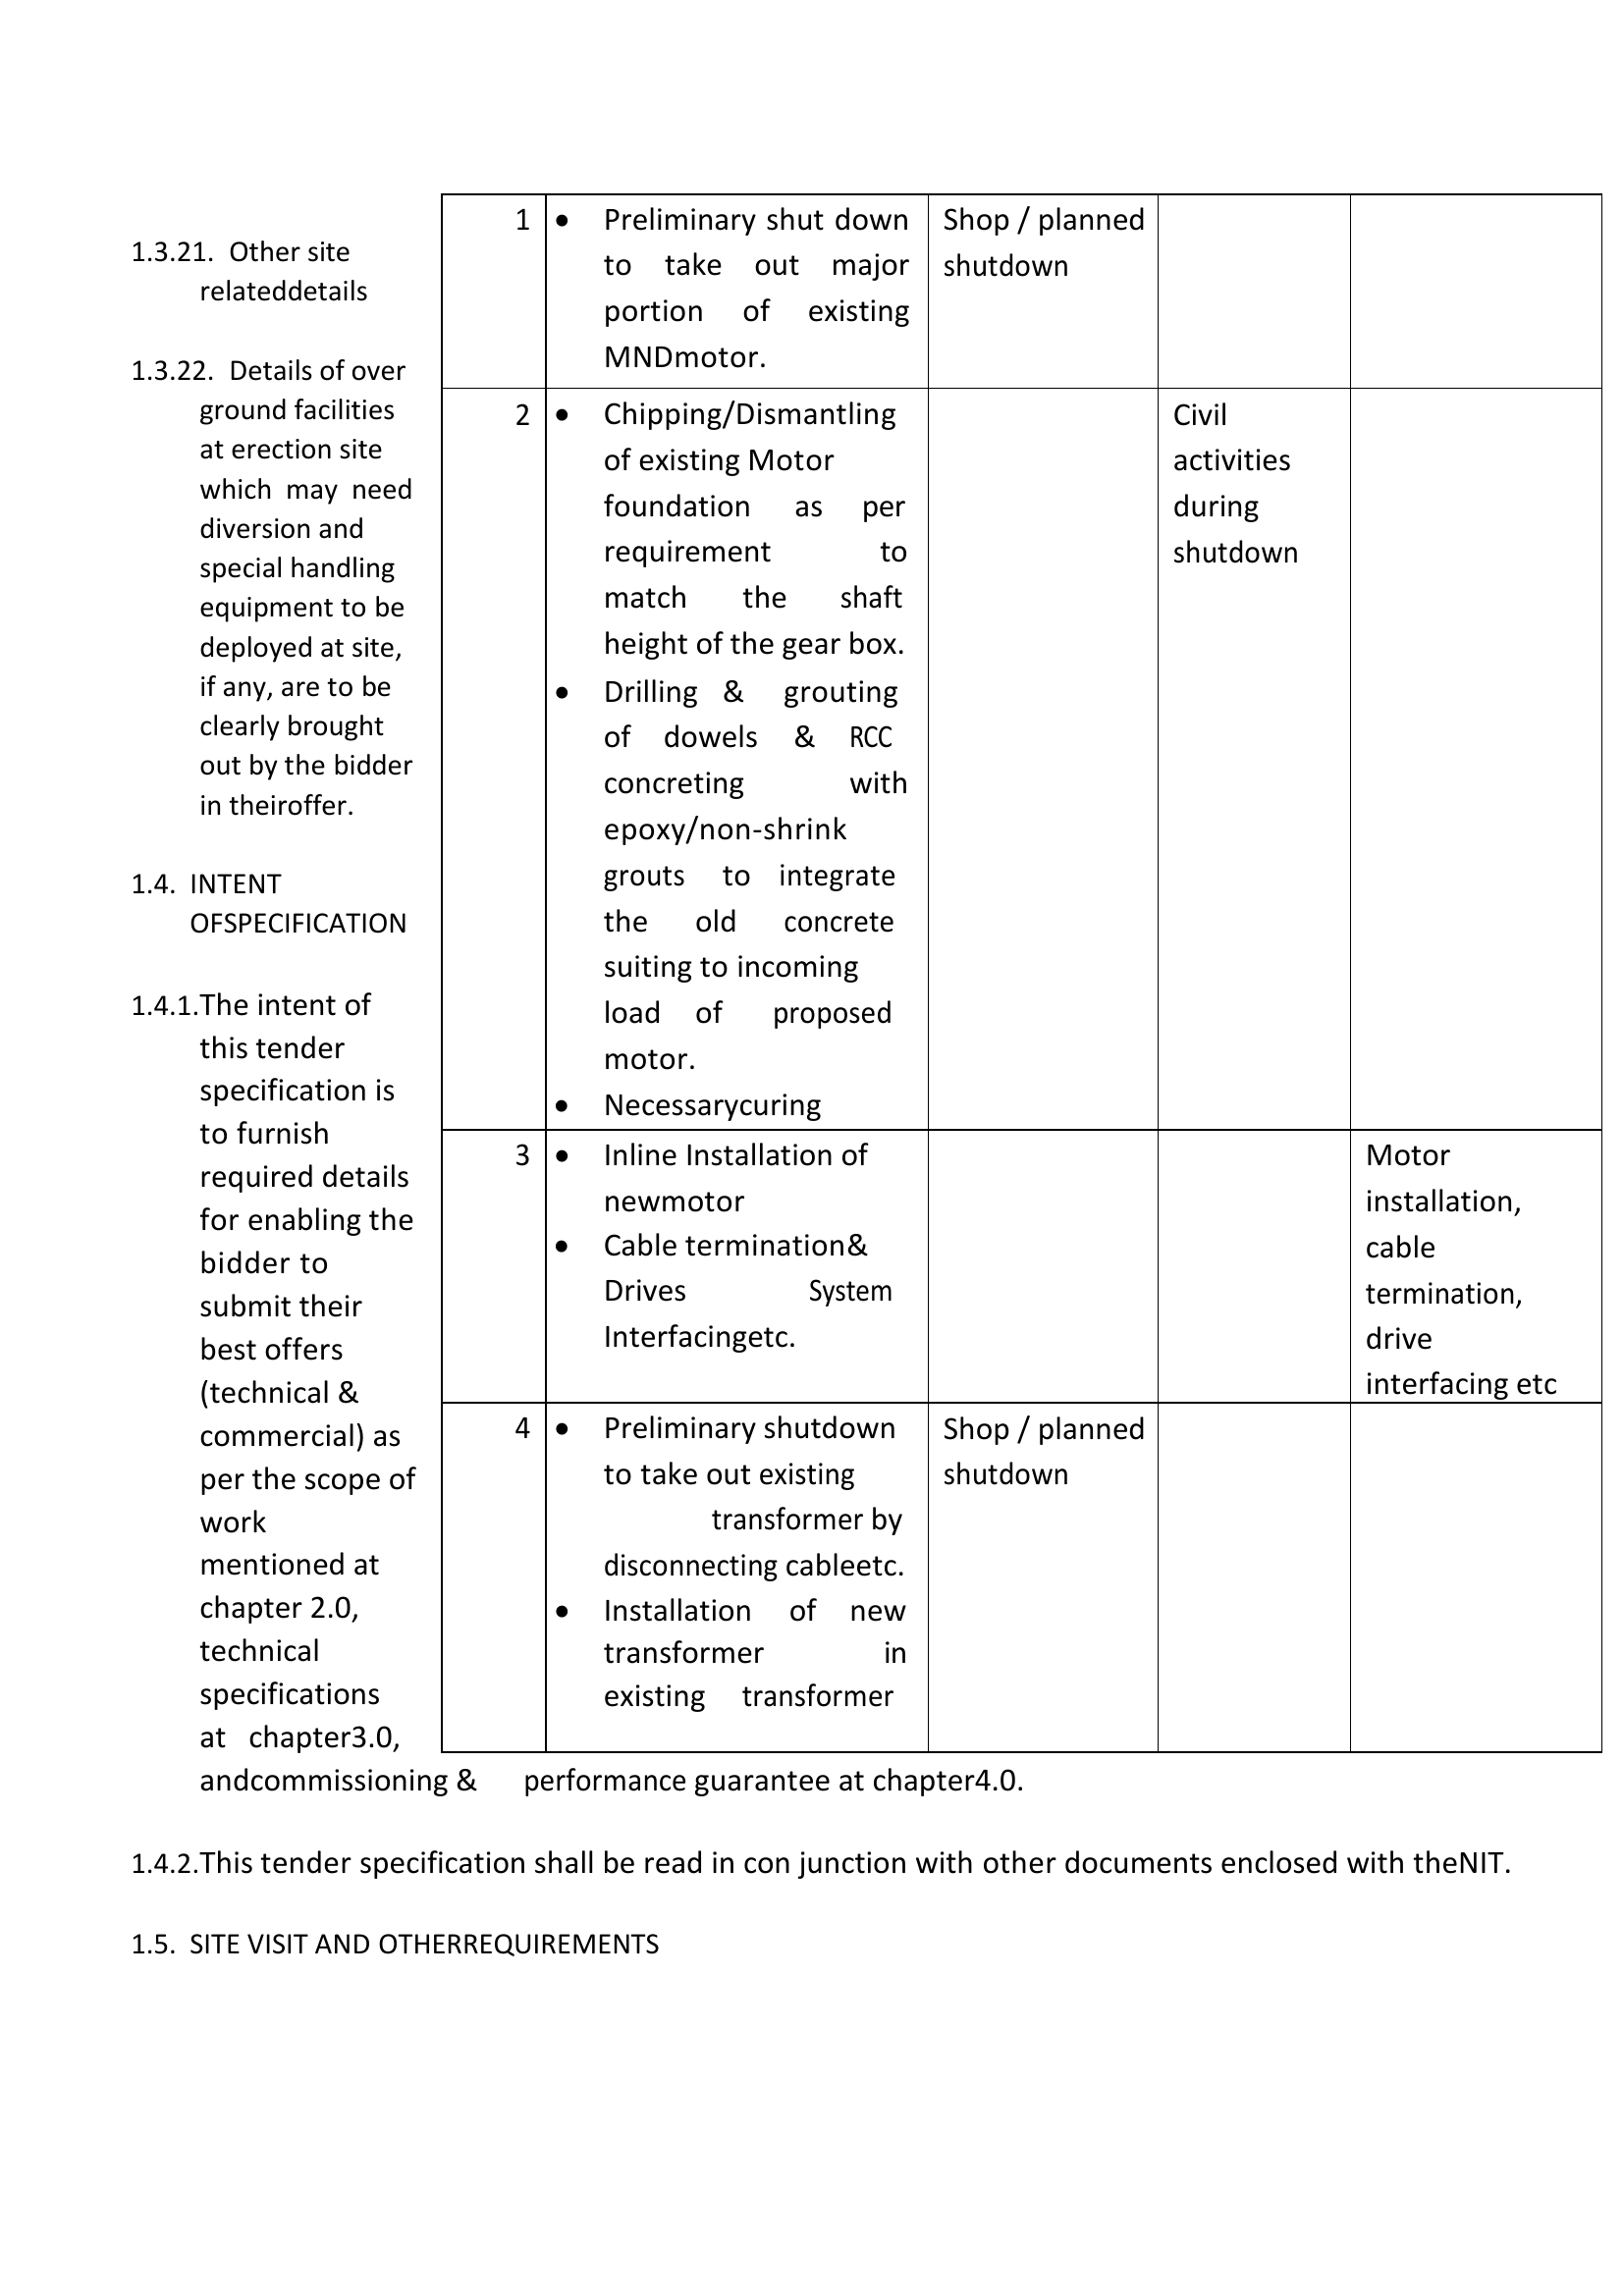 1.3.21. Other site
relateddetails
1.3.22. Details of over
ground facilities
at erection site
which may need
diversion and
special handling
equipment to be
deployed at site,
if any, are to be
clearly brought
out by the bidder
in theiroffer.
1.4. INTENT
OFSPECIFICATION
1.4.1.The intent of
this tender
specification is
to furnish
required details
for enabling the
bidder to
submit their
best offers
(technical &
commercial) as
per the scope of
work
mentioned at
chapter 2.0,
technical
specifications
at chapter3.0,
1 • Preliminary shut down Shop / planned
to take out major shutdown
portion of existing
MNDmotor.
2 • Chipping/Dismantling Civil
of existing Motor activities
foundation as per during
requirement to shutdown
match the shaft
height of the gear box.
• Drilling & grouting
of dowels & RCC
concreting with
epoxy/non-shrink
grouts to integrate
the old concrete
suiting to incoming
load of proposed
motor.
• Necessarycuring
3 • Inline Installation of Motor
newmotor installation,
• Cable termination& cable
Drives System termination,
Interfacingetc. drive
interfacing etc
4 • Preliminary shutdown Shop / planned
to take out existing shutdown
transformer by
disconnecting cableetc.
• Installation of new
transformer in
existing transformer
andcommissioning & performance guarantee at chapter4.0.
1.4.2.This tender specification shall be read in con junction with other documents enclosed with theNIT.
1.5. SITE VISIT AND OTHERREQUIREMENTS